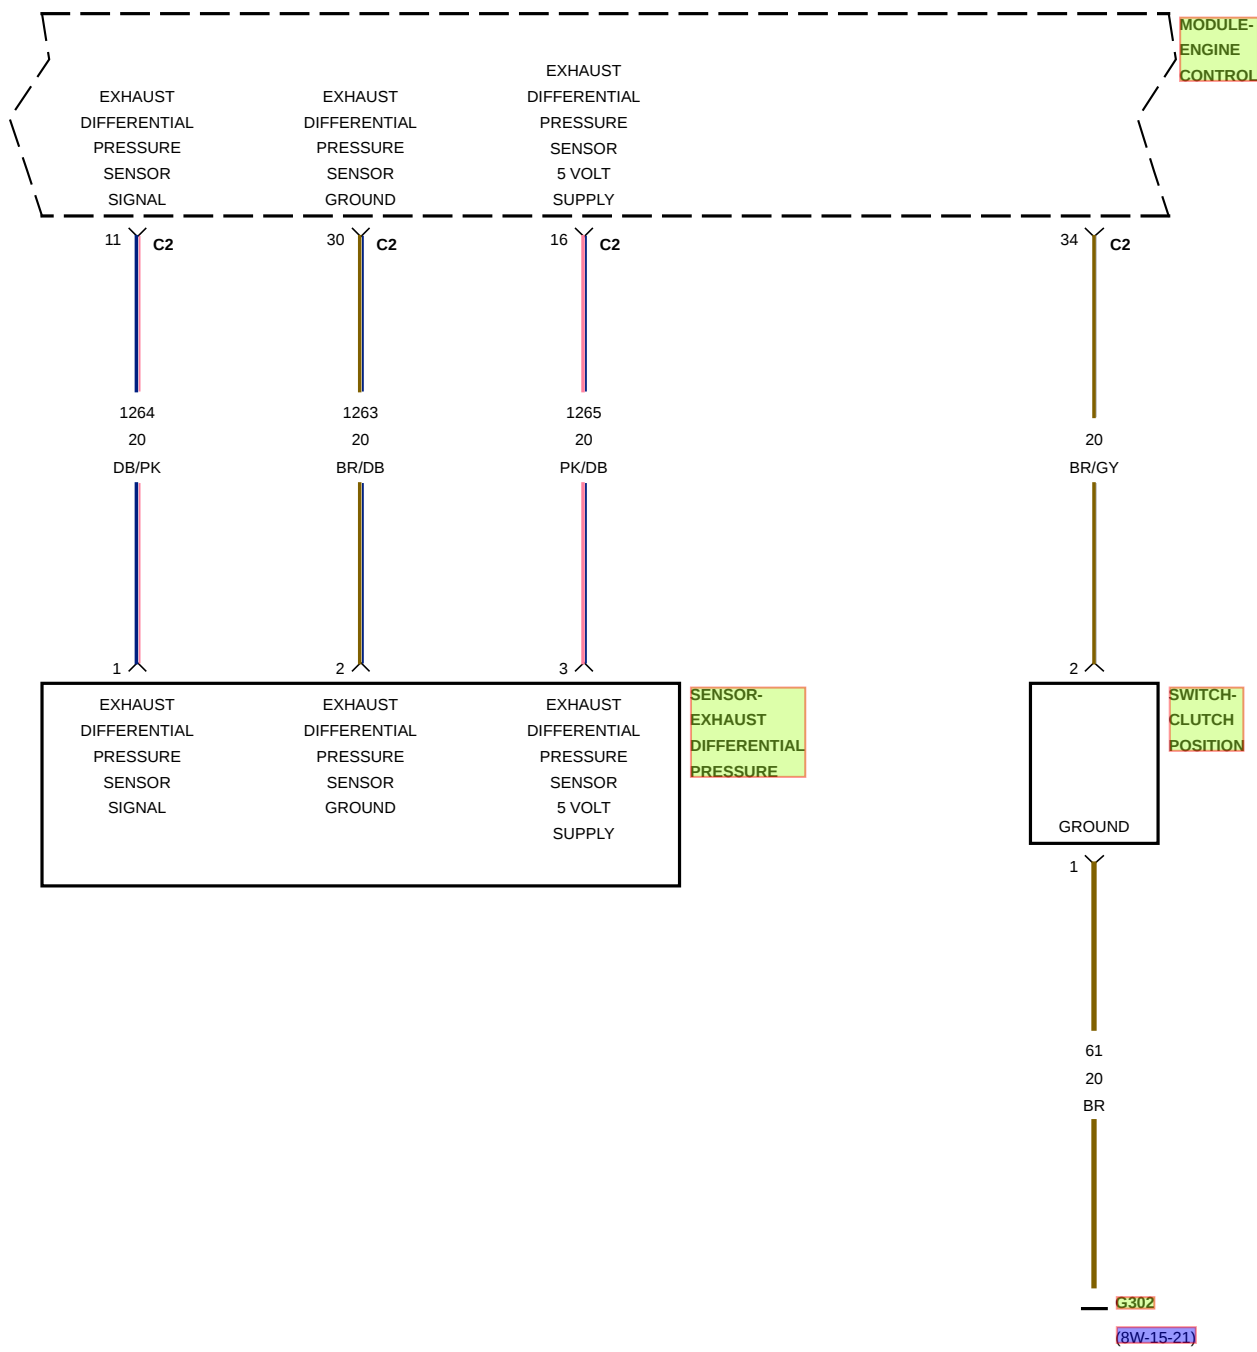 MODULE-
ENGINE
CONTROL
EXHAUST
DIFFERENTIAL
PRESSURE
SENSOR
SIGNAL
EXHAUST
DIFFERENTIAL
PRESSURE
SENSOR
GROUND
EXHAUST
DIFFERENTIAL
PRESSURE
SENSOR
5 VOLT
SUPPLY
11 C2
30 C2
16 C2
34 C2
1264
20
DB/PK
1263
20
BR/DB
1265
20
PK/DB
20
BR/GY
1
2
3
2
EXHAUST
DIFFERENTIAL
PRESSURE
SENSOR
SIGNAL
EXHAUST
DIFFERENTIAL
PRESSURE
SENSOR
GROUND
EXHAUST
DIFFERENTIAL
PRESSURE
SENSOR
5 VOLT
SUPPLY
SENSOR-
EXHAUST
DIFFERENTIAL
PRESSURE
SWITCH-
CLUTCH
POSITION
GROUND
1
61
20
BR
G302
(8W-15-21)